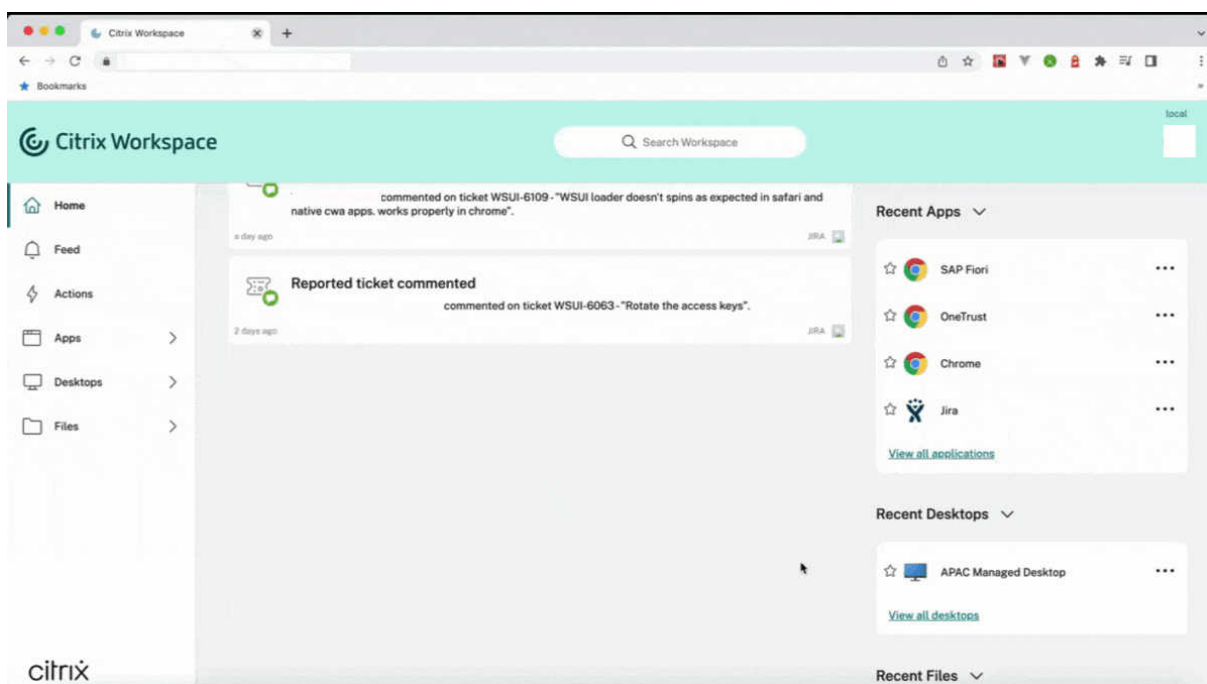 Citrix Workspace
Bookmarks
local
Citrix Workspace
Search Workspace
Home
Feed
Actions
Apps
Desktops
Files
commented on ticket WSUI-6109-"WSUI loader doesn't spins as expected in safari and
native cwa apps. works properly in chrome".
a day ago
JIRA
Reported ticket commented
commented on ticket WSUI-6063-"Rotate the access keys".
2 days ago
JIRA
Recent Apps
SAP Fiori
OneTrust
Chrome
Jira
View all applications
Recent Desktops
APAC Managed Desktop
View all desktops
Recent Files
citrix